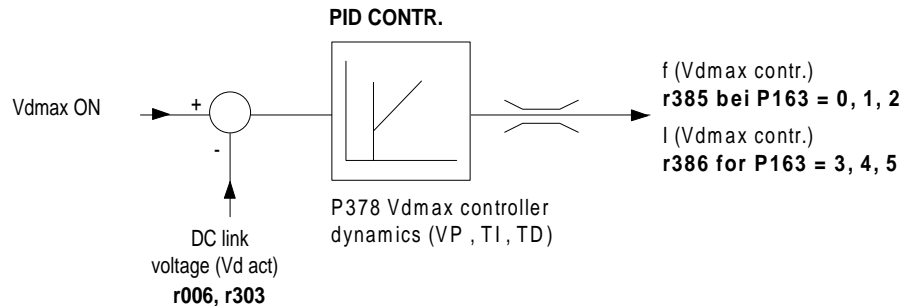 PID CONTR.
Vdmax ON
+
-
f (Vdmax contr.)
r385 bei P163 = 0, 1, 2
I (Vdmax contr.)
r386 for P163 = 3, 4, 5
P378 Vdmax controller
dynamics (VP , TI , TD)
DC link
voltage (Vd act)
r006, r303